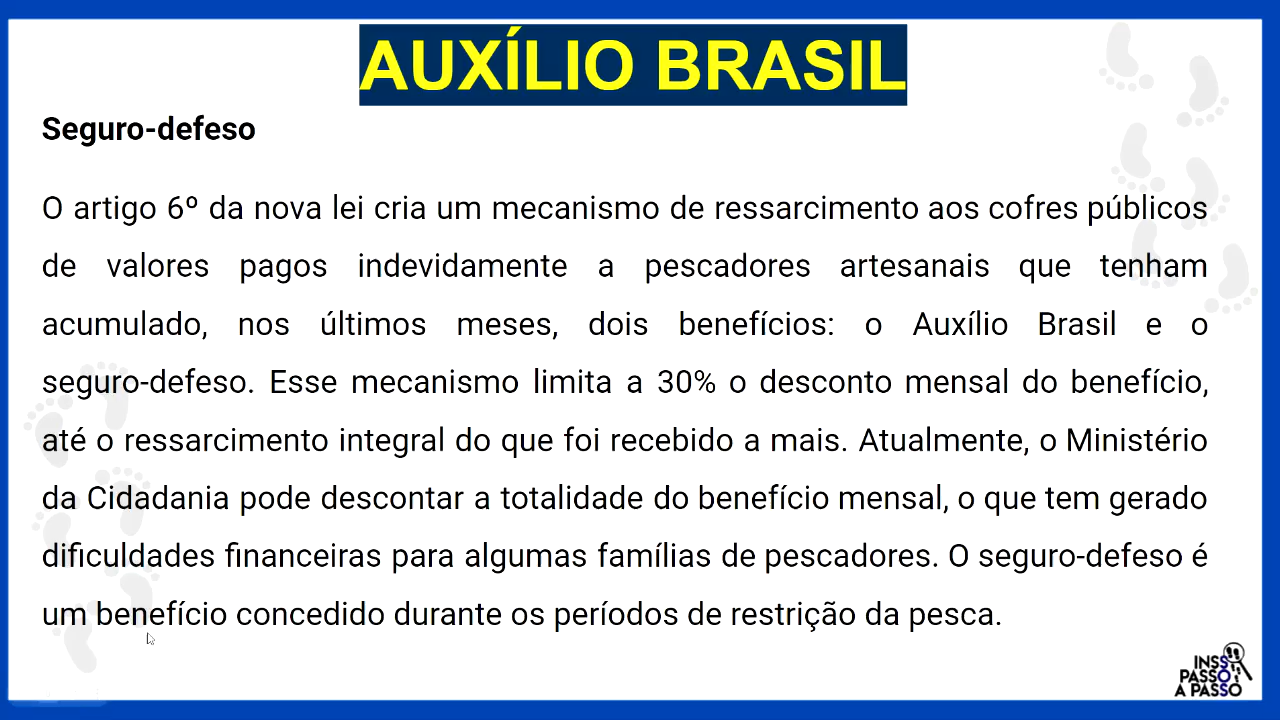 AUXÍLIO BRASIL
Seguro-defeso
O artigo 6º da nova lei cria um mecanismo de ressarcimento aos cofres públicos
de valores pagos indevidamente a pescadores artesanais que tenham
acumulado, nos últimos meses, dois benefícios: o Auxílio Brasil e o
seguro-defeso. Esse mecanismo limita a 30% o desconto mensal do benefício,
até o ressarcimento integral do que foi recebido a mais. Atualmente, o Ministério
da Cidadania pode descontar a totalidade do benefício mensal, o que tem gerado
dificuldades financeiras para algumas famílias de pescadores. O seguro-defeso é
um benefício concedido durante os períodos de restrição da pesca.
INSS
PASSO
A PASSO